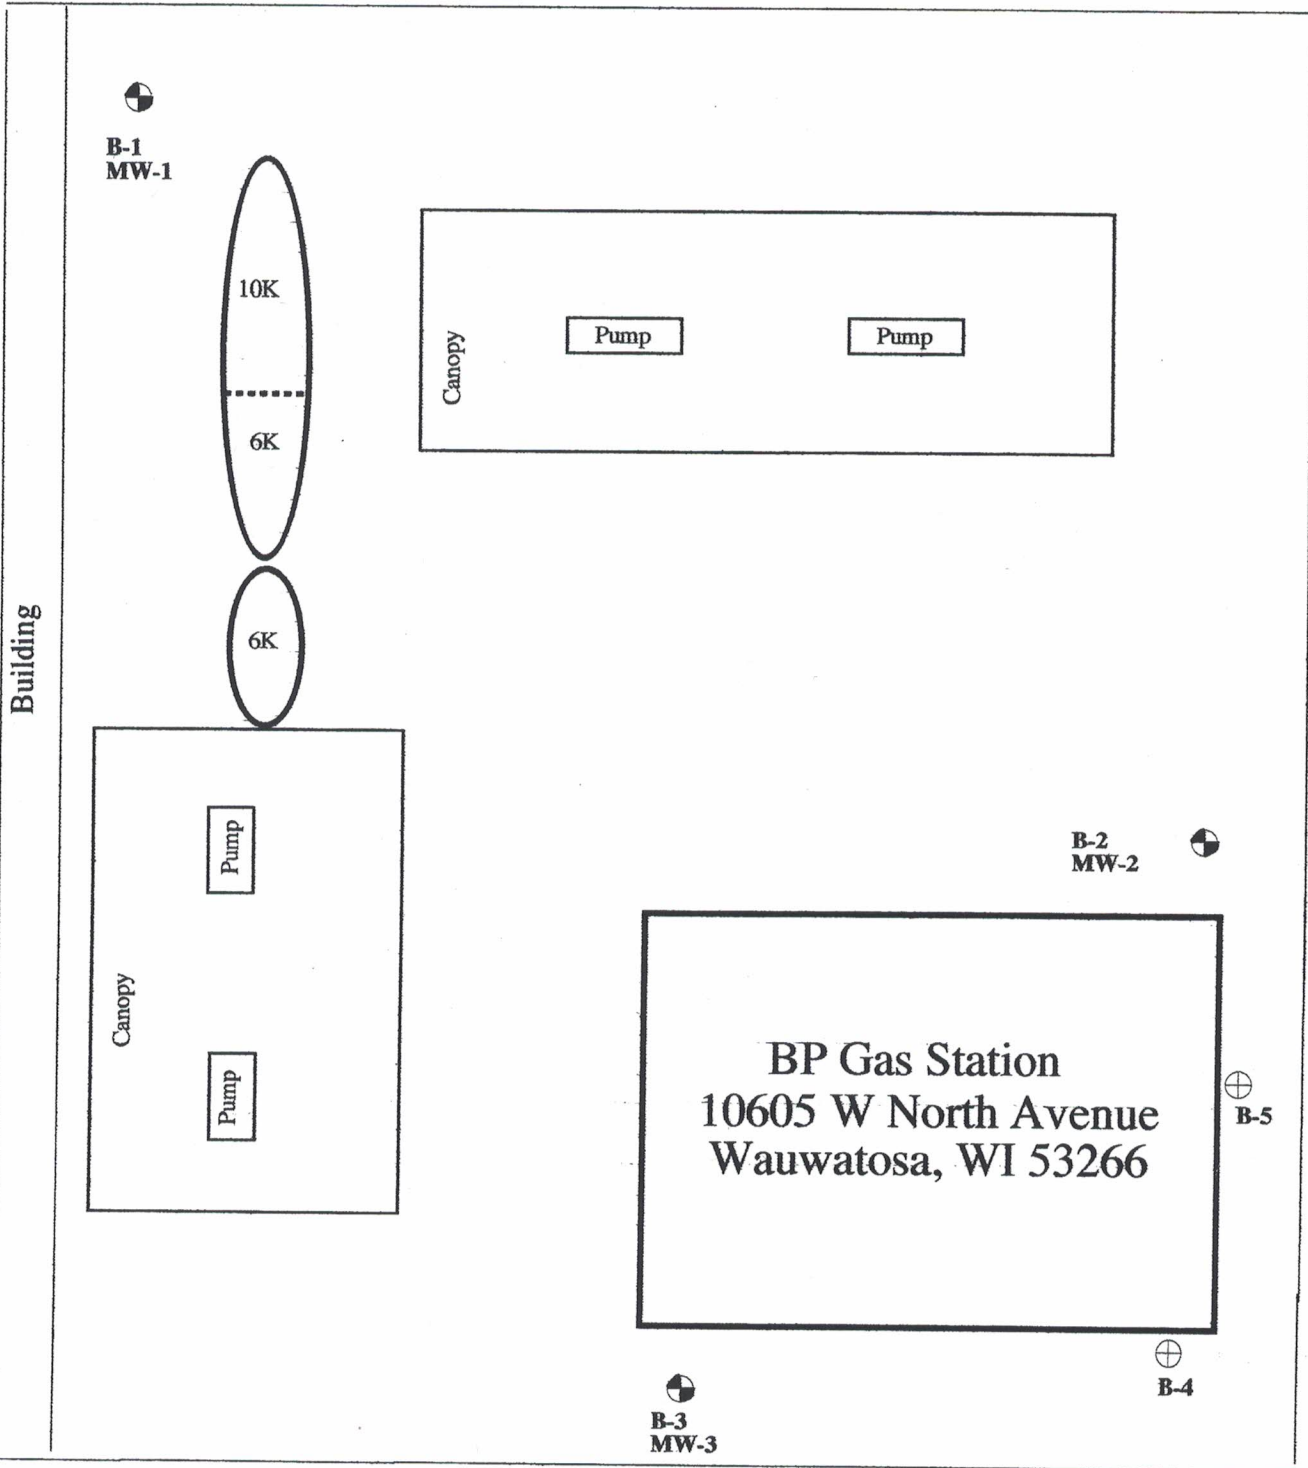 B-1
MW-1
10K
6K
Canopy
Pump
Pump
Building
6K
Pump
Canopy
Pump
B-2
MW-2
BP Gas Station
10605 W North Avenue
Wauwatosa, WI 53266
B-5
B-4
B-3
MW-3